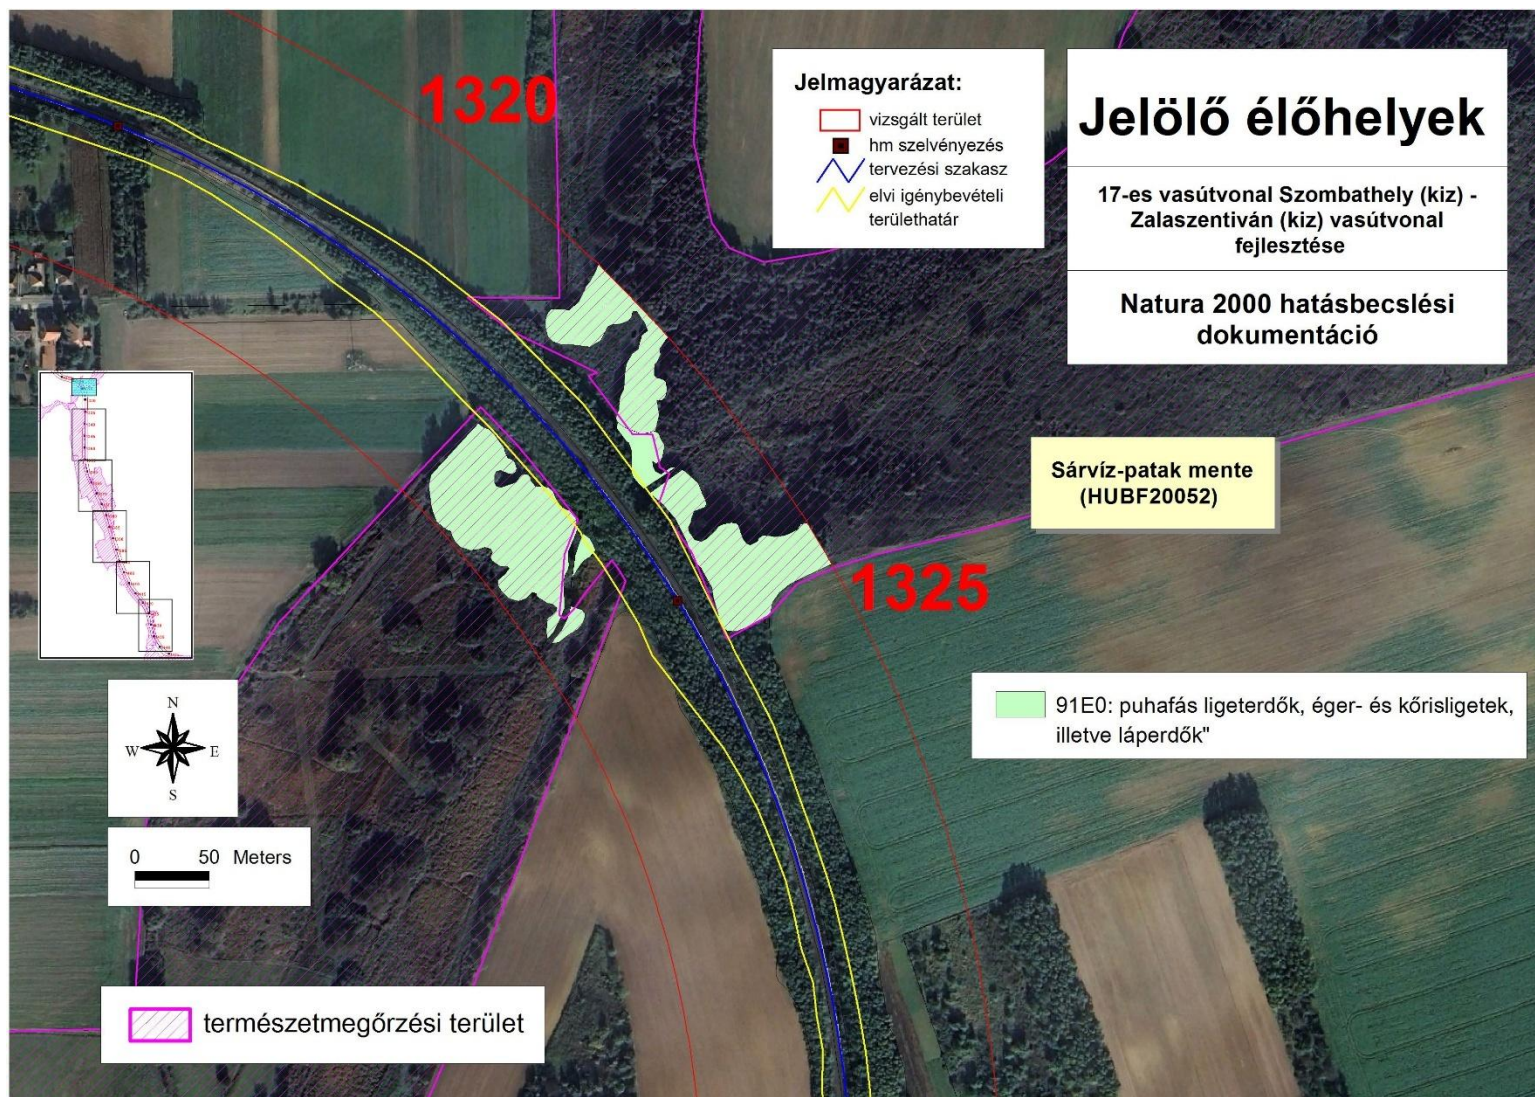 1320
Jelmagyarázat:
vizsgált terület
hm szelvényezés
tervezési szakasz
elvi igénybevételi
területhatár
Jelölő élőhelyek
17-es vasútvonal Szombathely (kiz) -
Zalaszentiván (kiz) vasútvonal
fejlesztése
Natura 2000 hatásbecslési
dokumentáció
Sárvíz-patak mente
(HUBF20052)
1325
91E0: puhafás ligeterdők, éger- és kőrisligetek,
illetve láperdők"
N
W E
S
0 50 Meters
természetmegőrzési terület